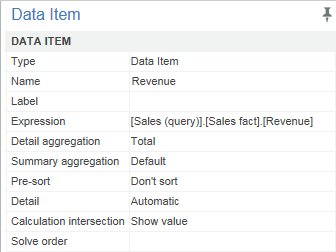 Data Item
DATA ITEM
Type Data Item
Name Revenue
Label
Expression [Sales (query)].[Sales fact].[Revenue]
Detail aggregation Total
Summary aggregation Default
Pre-sort Don't sort
Detail Automatic
Calculation intersection Show value
Solve order